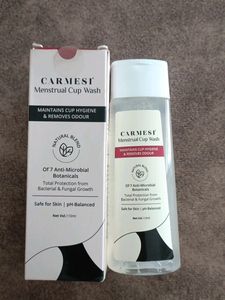 CARMESI
Menstrual Cup Wash
MAINTAINS CUP HYGIENE
& REMOVES ODOUR
NATURAL BLEND
Of 7 Anti-Microbial
Botanicals
Total Protection from
Bacterial & Fungal Growth
Safe for Skin | pH-Balanced
CARMESI
Menstrual Cup Wash
MAINTAINS CUP HYGIENE
& REMOVES ODOUR
NATURAL BLEND
Of 7 Anti-Microbial
Botanicals
Total Protection from
Bacterial & Fungal Growth
Safe for Skin | pH-Balanced